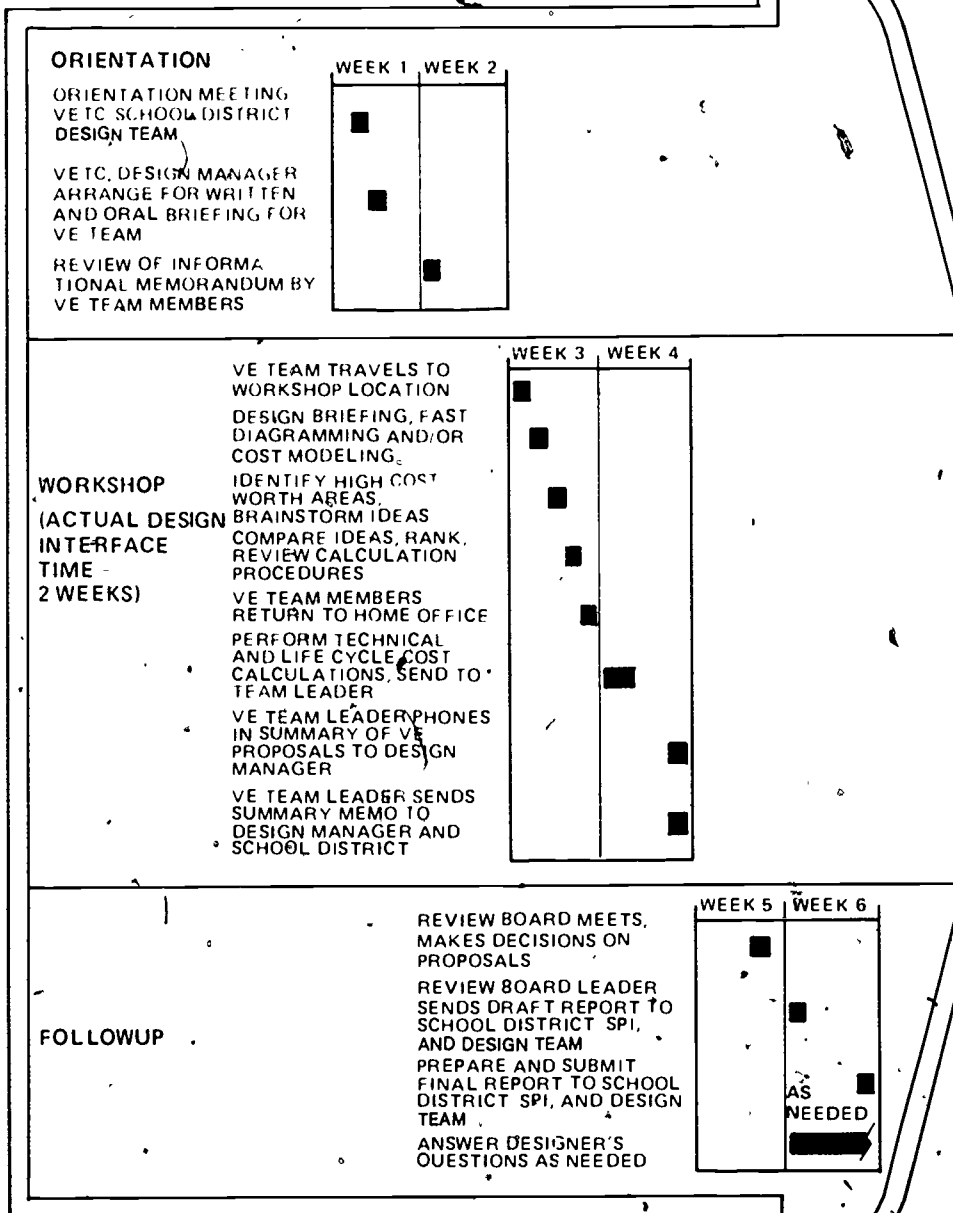 ORIENTATION
WEEK 1 WEEK 2
ORIENTATION MEETING
VETC SCHOOL DISTRICT
DESIGN TEAM
VETC, DESIGN MANAGER
ARRANGE FOR WRITTEN
AND ORAL BRIEFING FOR
VE TEAM
REVIEW OF INFORMA
TIONAL MEMORANDUM BY
VE TEAM MEMBERS
WORKSHOP
(ACTUAL DESIGN
INTERFACE
TIME -
2 WEEKS)
WEEK 3 WEEK 4
VE TEAM TRAVELS TO
WORKSHOP LOCATION
DESIGN BRIEFING, FAST
DIAGRAMMING AND/OR
COST MODELING.
IDENTIFY HIGH COST
WORTH AREAS,
BRAINSTORM IDEAS
COMPARE IDEAS, RANK,
REVIEW CALCULATION
PROCEDURES
VE TEAM MEMBERS
RETURN TO HOME OFFICE
PERFORM TECHNICAL
AND LIFE CYCLE COST
CALCULATIONS, SEND TO
TEAM LEADER
VE TEAM LEADER PHONES
IN SUMMARY OF VE
PROPOSALS TO DESIGN
MANAGER
VE TEAM LEADER SENDS
SUMMARY MEMO TO
DESIGN MANAGER AND
SCHOOL DISTRICT
FOLLOWUP
WEEK 5 WEEK 6
REVIEW BOARD MEETS,
MAKES DECISIONS ON
PROPOSALS
REVIEW BOARD LEADER
SENDS DRAFT REPORT TO
SCHOOL DISTRICT SPI,
AND DESIGN TEAM
PREPARE AND SUBMIT
FINAL REPORT TO SCHOOL
DISTRICT SPI, AND DESIGN
TEAM
ANSWER DESIGNER'S
QUESTIONS AS NEEDED
AS
NEEDED